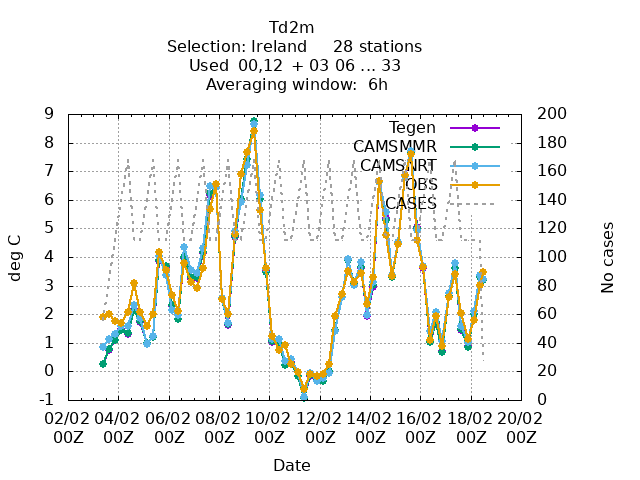 Td2m
Selection: Ireland 28 stations
Used 00,12 + 03 06 ... 33
Averaging window: 6h
9 200
8 180
7 160
6 140
5 120
4 100
3 80
2 60
1 40
0 20
-1 0
Tegen
CAMSMMR
CAMSNRT
OBS
CASES
deg C
No cases
02/02 04/02 06/02 08/02 10/02 12/02 14/02 16/02 18/02 20/02
00Z 00Z 00Z 00Z 00Z 00Z 00Z 00Z 00Z 00Z
Date